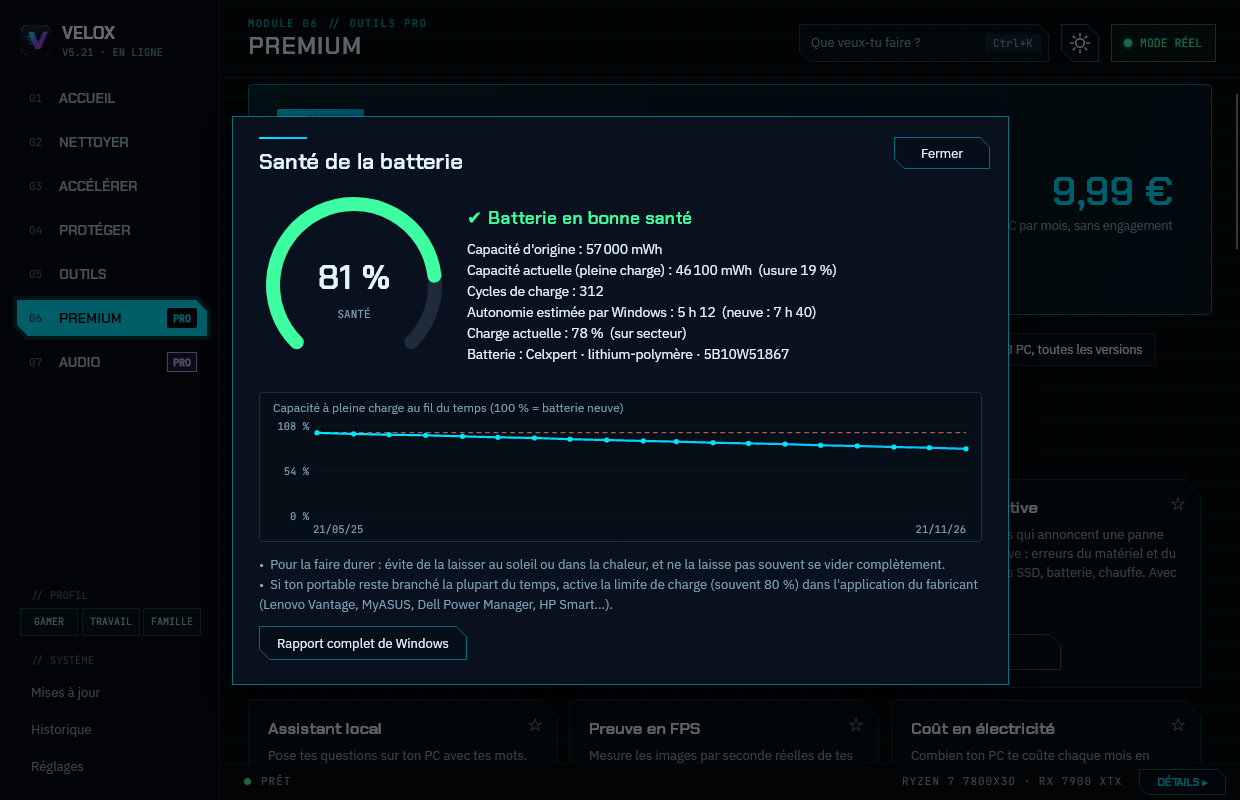 VELOX
V5.21 · EN LIGNE
01 ACCUEIL
02 NETTOYER
03 ACCÉLÉRER
04 PROTÉGER
05 OUTILS
06 PREMIUM PRO
07 AUDIO PRO
// PROFIL
GAMER TRAVAIL FAMILLE
// SYSTÈME
Mises à jour
Historique
Réglages
MODULE 06 // OUTILS PRO
PREMIUM
Que veux-tu faire ? Ctrl+K
MODE RÉEL
9,99 €
par mois, sans engagement
PC, toutes les versions
Santé de la batterie
Fermer
81 %
SANTÉ
✔ Batterie en bonne santé
Capacité d'origine : 57 000 mWh
Capacité actuelle (pleine charge) : 46 100 mWh (usure 19 %)
Cycles de charge : 312
Autonomie estimée par Windows : 5 h 12 (neuve : 7 h 40)
Charge actuelle : 78 % (sur secteur)
Batterie : Celxpert · lithium-polymère · 5B10W51867
Capacité à pleine charge au fil du temps (100 % = batterie neuve)
108 %
54 %
0 %
21/05/25 21/11/26
• Pour la faire durer : évite de la laisser au soleil ou dans la chaleur, et ne la laisse pas souvent se vider complètement.
• Si ton portable reste branché la plupart du temps, active la limite de charge (souvent 80 %) dans l'application du fabricant
(Lenovo Vantage, MyASUS, Dell Power Manager, HP Smart...).
Rapport complet de Windows
tive
qui annoncent une panne
: erreurs du matériel et du
SSD, batterie, chauffe. Avec
Assistant local
Pose tes questions sur ton PC avec tes mots.
Preuve en FPS
Mesure les images par seconde réelles de tes
Coût en électricité
Combien ton PC te coûte chaque mois en
PRÊT
RYZEN 7 7800X3D · RX 7900 XTX
DÉTAILS ▸